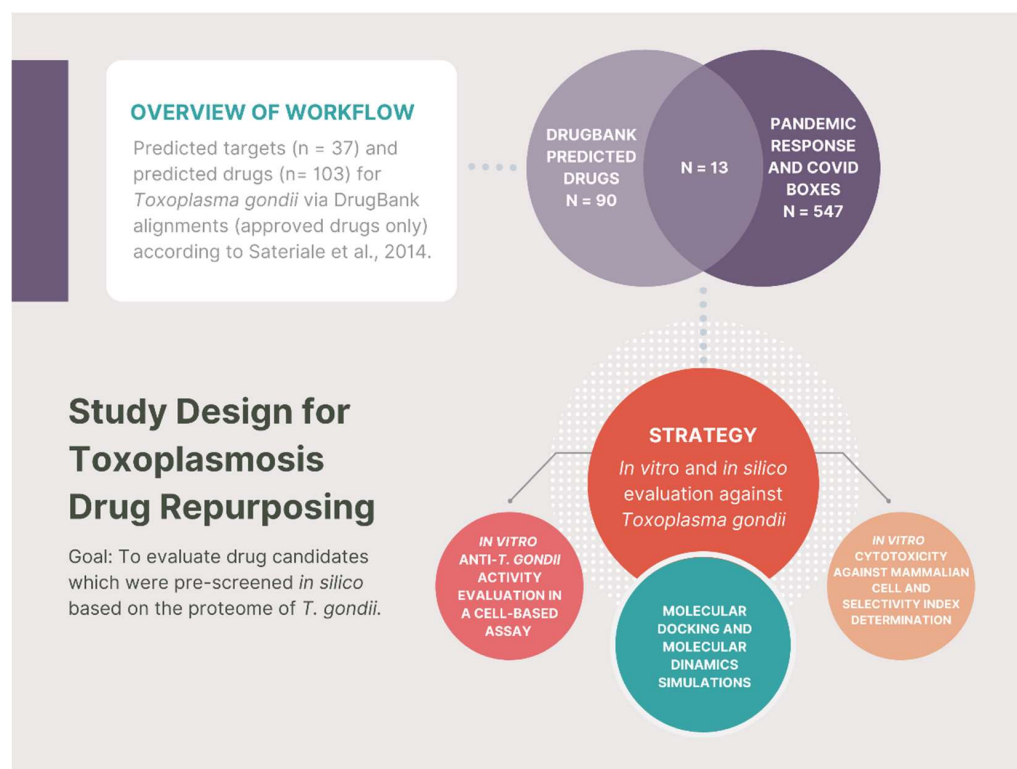 OVERVIEW OF WORKFLOW
Predicted targets (n = 37) and
predicted drugs (n= 103) for
Toxoplasma gondii via DrugBank
alignments (approved drugs only)
according to Sateriale et al., 2014.
DRUGBANK
PREDICTED
DRUGS
N = 90
N = 13
PANDEMIC
RESPONSE
AND COVID
BOXES
N = 547
Study Design for
Toxoplasmosis
Drug Repurposing
Goal: To evaluate drug candidates
which were pre-screened in silico
based on the proteome of T. gondii.
STRATEGY
In vitro and in silico
evaluation against
Toxoplasma gondii
IN VITRO
ANTI-T. GONDII
ACTIVITY
EVALUATION IN
A CELL-BASED
ASSAY
MOLECULAR
DOCKING AND
MOLECULAR
DINAMICS
SIMULATIONS
IN VITRO
CYTOTOXICITY
AGAINST MAMMALIAN
CELL AND
SELECTIVITY INDEX
DETERMINATION